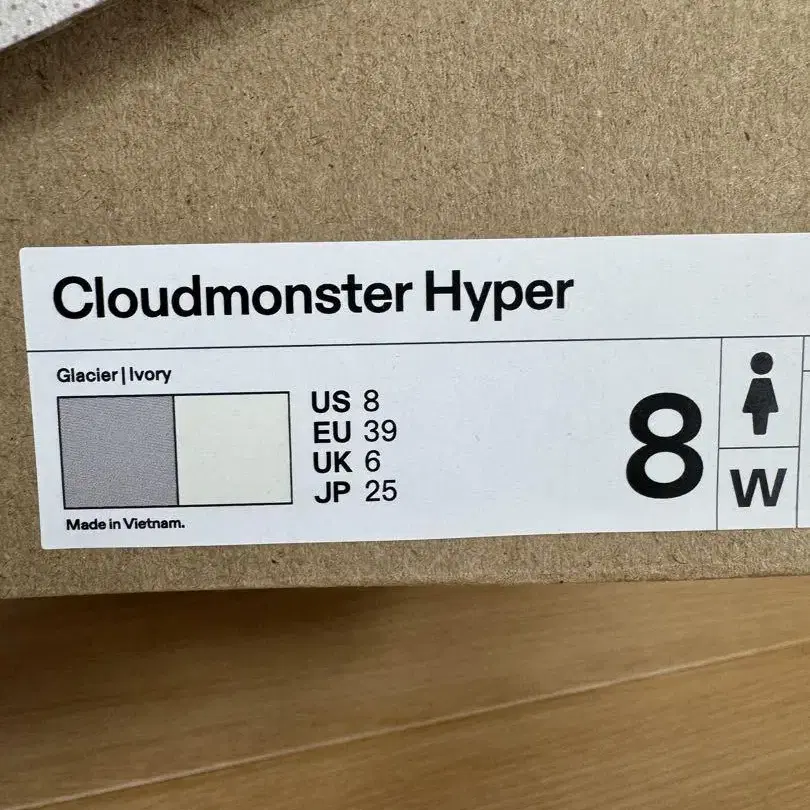 Cloudmonster Hyper
Glacier | Ivory
US 8
EU 39
UK 6
JP 25
Made in Vietnam.
8
W